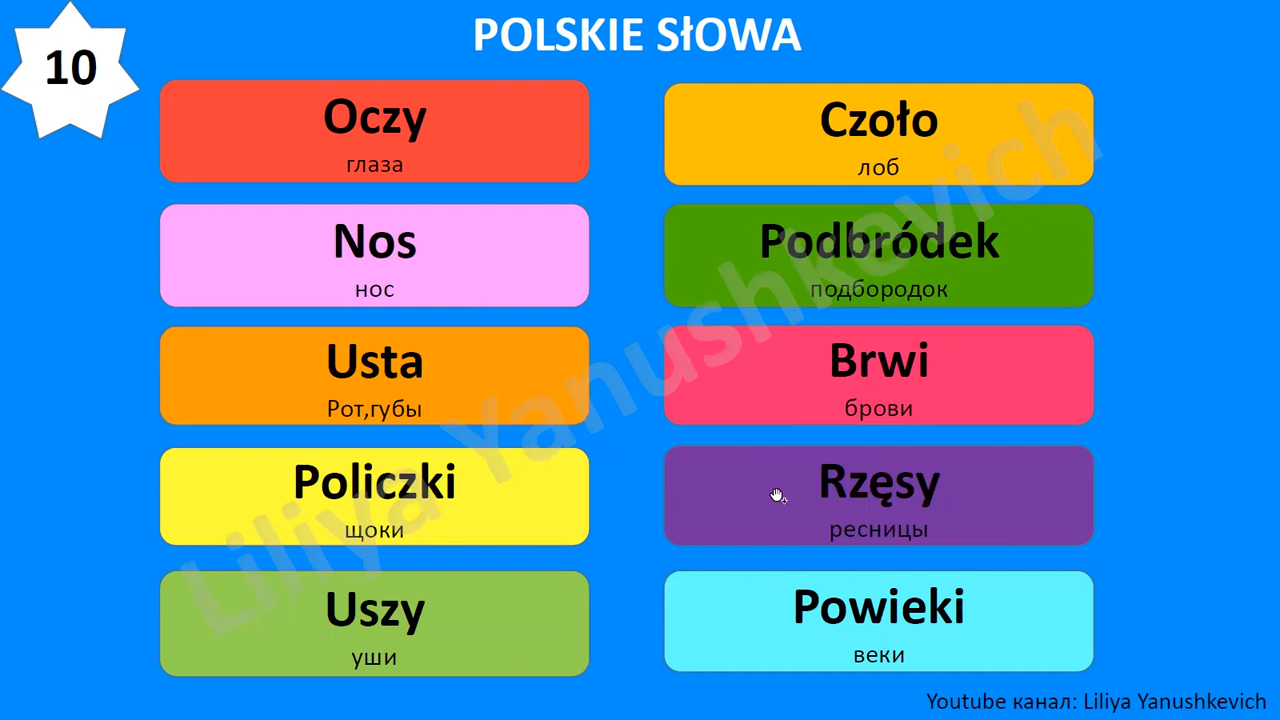 10
POLSKIE SłOWA
Oczy
глаза
Nos
нос
Usta
Рот,губы
Policzki
щоки
Uszy
уши
Czoło
лоб
Podbródek
подбородок
Brwi
брови
Rzęsy
ресницы
Powieki
веки
Liliya Yanushkevich
Youtube канал: Liliya Yanushkevich